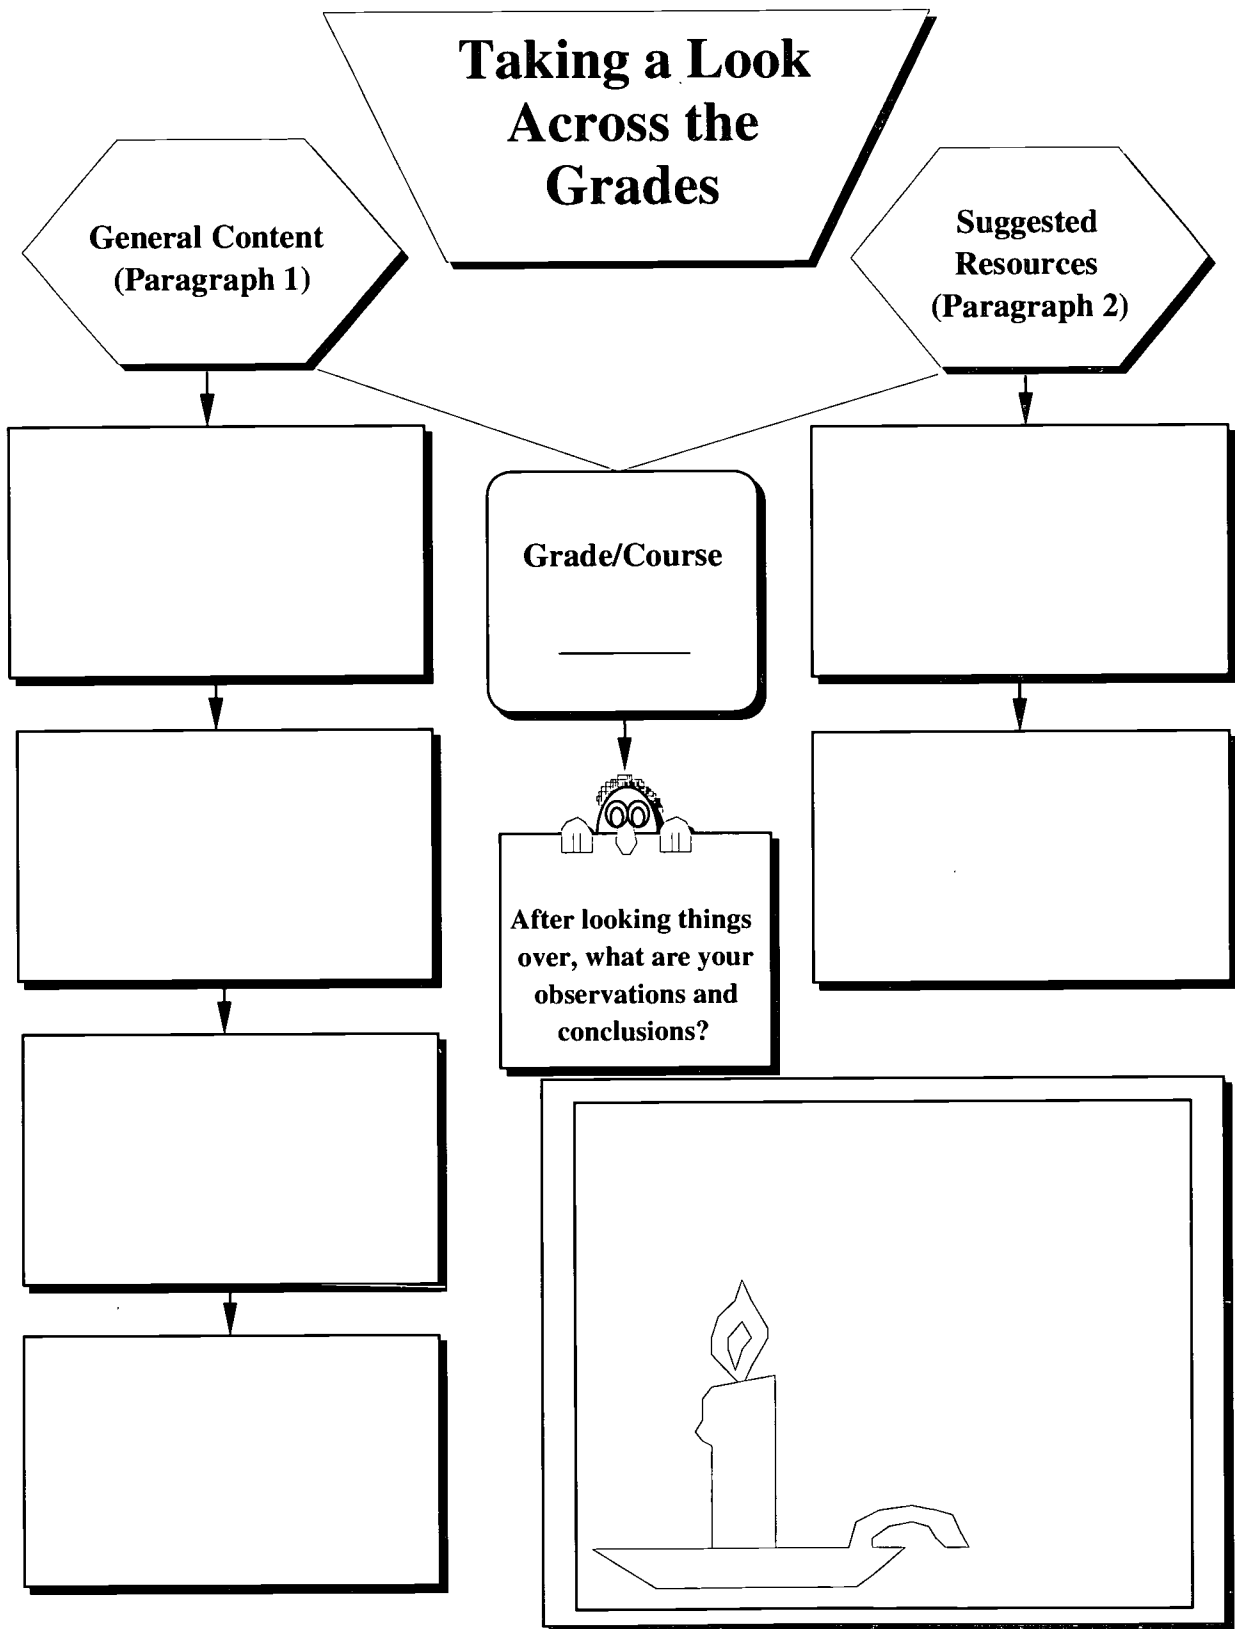 Taking a Look
Across the
Grades
General Content
(Paragraph 1)
Suggested
Resources
(Paragraph 2)
Grade/Course
After looking things
over, what are your
observations and
conclusions?